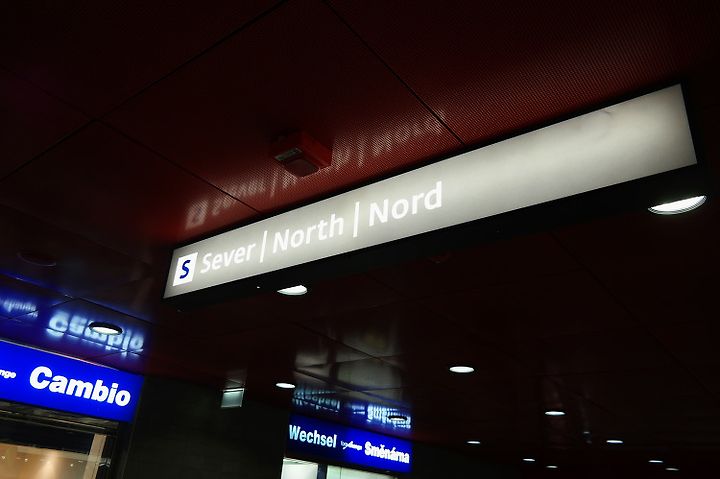 S Sever | North | Nord
Cambio
Wechsel
Směnárna